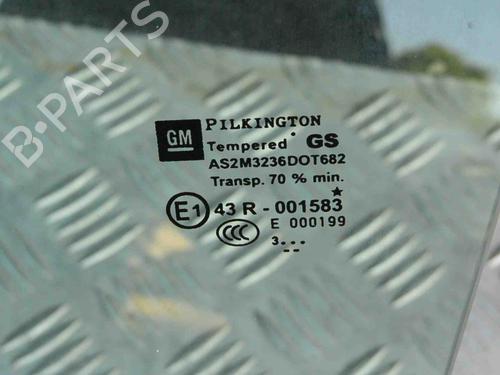 B-PARTS
GM PILKINGTON
Tempered GS
AS2M3236DOT682
Transp. 70 % min.
E1 43 R - 001583
CCC E 000199
3...
--